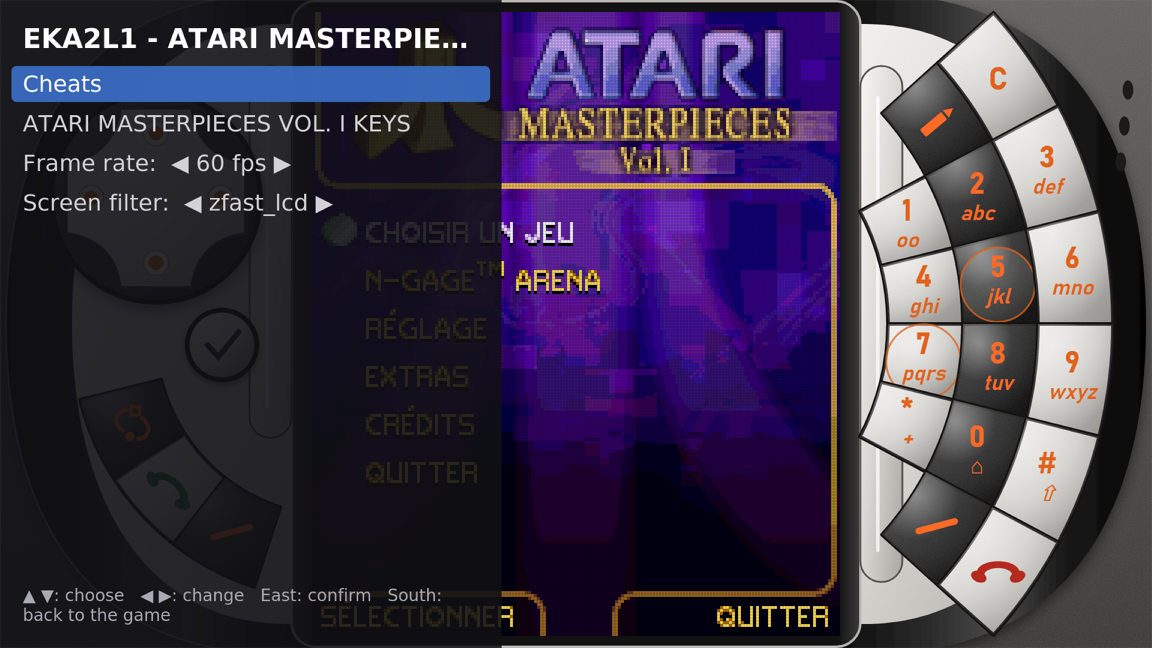 EKA2L1 - ATARI MASTERPIE...
Cheats
ATARI MASTERPIECES VOL. I KEYS
Frame rate: ◀ 60 fps ▶
Screen filter: ◀ zfast_lcd ▶
▲ ▼: choose ◀ ▶: change East: confirm South:
back to the game
ATARI
MASTERPIECES
Vol. I
CHOISIR UN JEU
N-GAGE™ ARENA
RÉGLAGE
EXTRAS
CRÉDITS
QUITTER
SÉLECTIONNER
QUITTER
C
3
def
2
abc
1
oo
6
mno
5
jkl
4
ghi
9
wxyz
8
tuv
7
pqrs
*
+
0
#